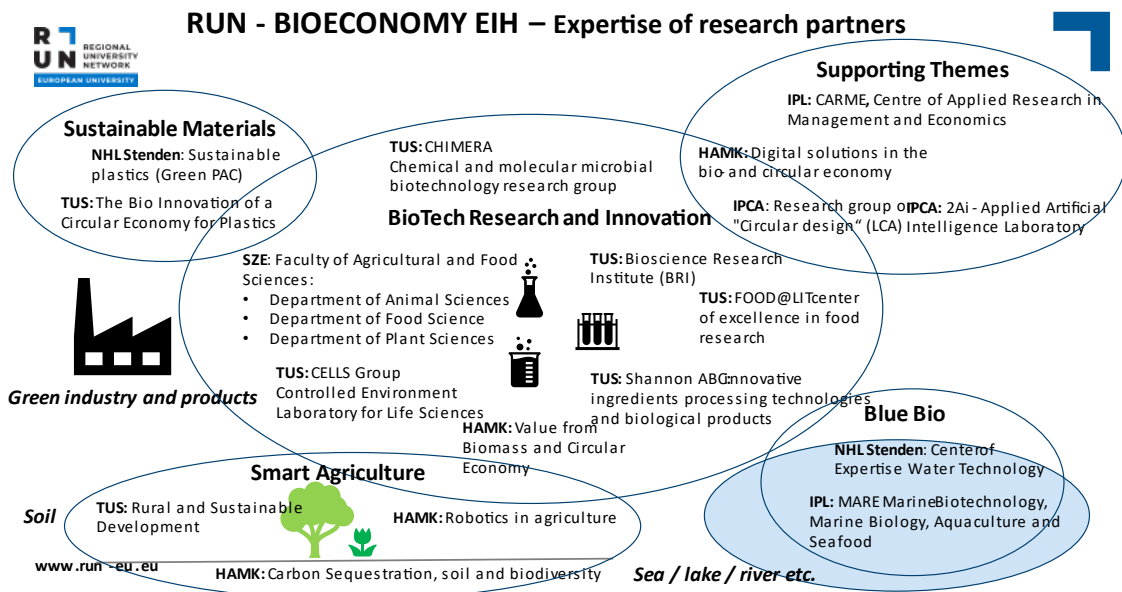 RUN - BIOECONOMY EIH – Expertise of research partners
R UN
REGIONAL
UNIVERSITY
NETWORK
EUROPEAN UNIVERSITY
Sustainable Materials
NHL Stenden: Sustainable
plastics (Green PAC)
TUS: The Bio Innovation of a
Circular Economy for Plastics
Supporting Themes
IPL: CARME, Centre of Applied Research in
Management and Economics
HAMK: Digital solutions in the
bio- and circular economy
IPCA: Research group o
"Circular design“ (LCA)
IPCA: 2Ai - Applied Artificial
Intelligence Laboratory
TUS: CHIMERA
Chemical and molecular microbial
biotechnology research group
BioTech Research and Innovation
SZE: Faculty of Agricultural and Food
Sciences:
• Department of Animal Sciences
• Department of Food Science
• Department of Plant Sciences
TUS: Bioscience Research
Institute (BRI)
TUS: FOOD@LIT center
of excellence in food
research
TUS: CELLS Group
Controlled Environment
Laboratory for Life Sciences
TUS: Shannon ABC: innovative
ingredients processing technologies
and biological products
HAMK: Value from
Biomass and Circular
Economy
Green industry and products
Blue Bio
NHL Stenden: Center of
Expertise Water Technology
IPL: MARE Marine Biotechnology,
Marine Biology, Aquaculture and
Seafood
Smart Agriculture
TUS: Rural and Sustainable
Development
HAMK: Robotics in agriculture
Soil
HAMK: Carbon Sequestration, soil and biodiversity
Sea / lake / river etc.
www.run-eu.eu